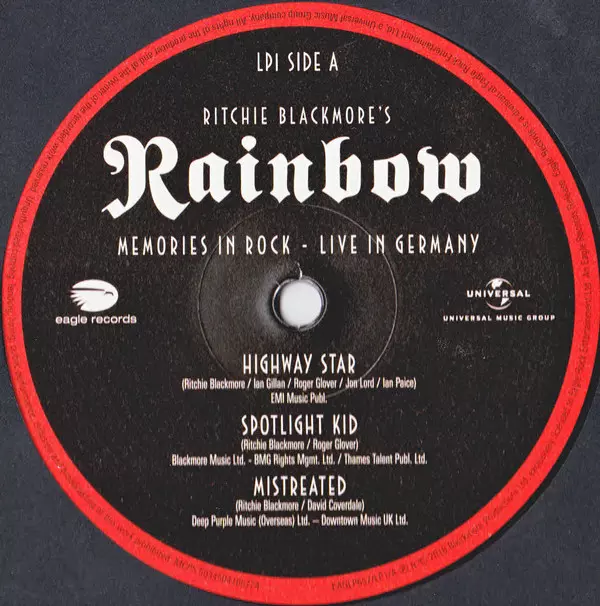 LP1 SIDE A
RITCHIE BLACKMORE'S
Rainbow
MEMORIES IN ROCK - LIVE IN GERMANY
eagle records
UNIVERSAL
UNIVERSAL MUSIC GROUP
HIGHWAY STAR
(Ritchie Blackmore / Ian Gillan / Roger Glover / Jon Lord / Ian Paice)
EMI Music Publ.
SPOTLIGHT KID
(Ritchie Blackmore / Roger Glover)
Blackmore Music Ltd. - BMG Rights Mgmt. Ltd. / Thames Talent Publ. Ltd.
MISTREATED
(Ritchie Blackmore / David Coverdale)
Deep Purple Music (Overseas) Ltd. – Downtown Music UK Ltd.